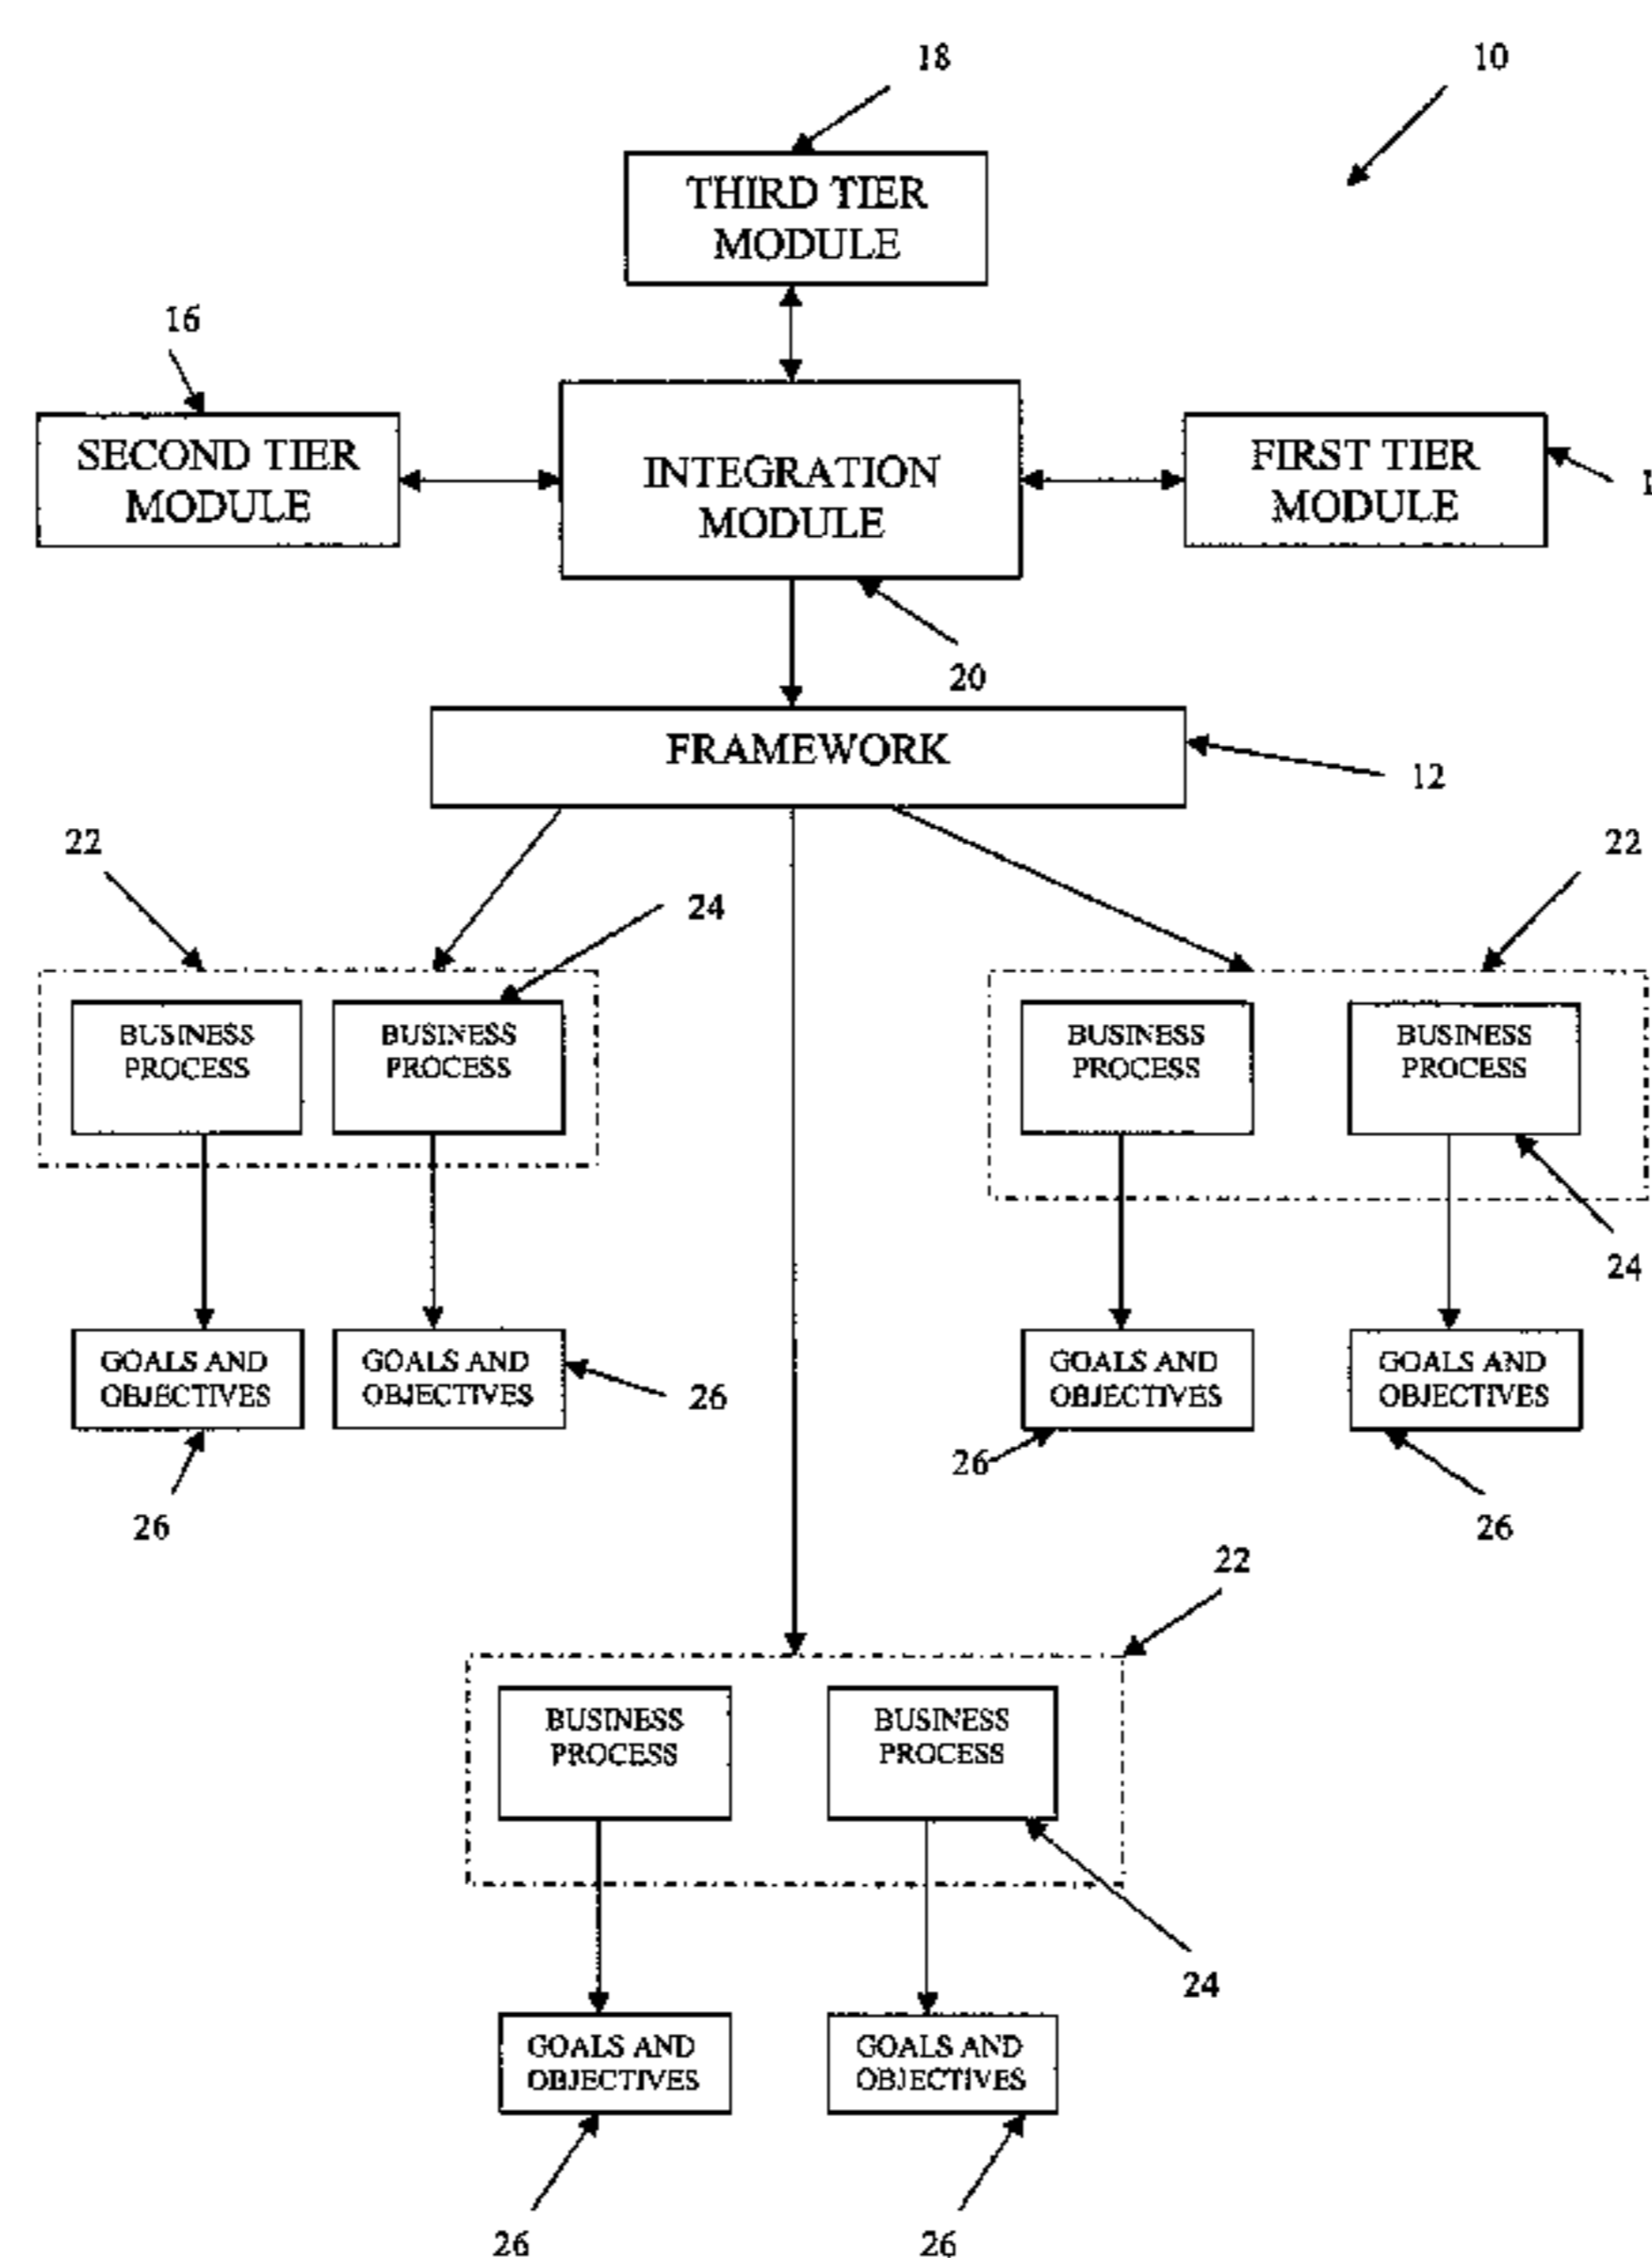 18
10
THIRD TIER
MODULE
16
SECOND TIER
MODULE
INTEGRATION
MODULE
FIRST TIER
MODULE
20
FRAMEWORK
12
22
22
24
BUSINESS
PROCESS
BUSINESS
PROCESS
BUSINESS
PROCESS
BUSINESS
PROCESS
24
GOALS AND
OBJECTIVES
GOALS AND
OBJECTIVES
GOALS AND
OBJECTIVES
GOALS AND
OBJECTIVES
26
26
26
26
22
BUSINESS
PROCESS
BUSINESS
PROCESS
24
GOALS AND
OBJECTIVES
GOALS AND
OBJECTIVES
26
26